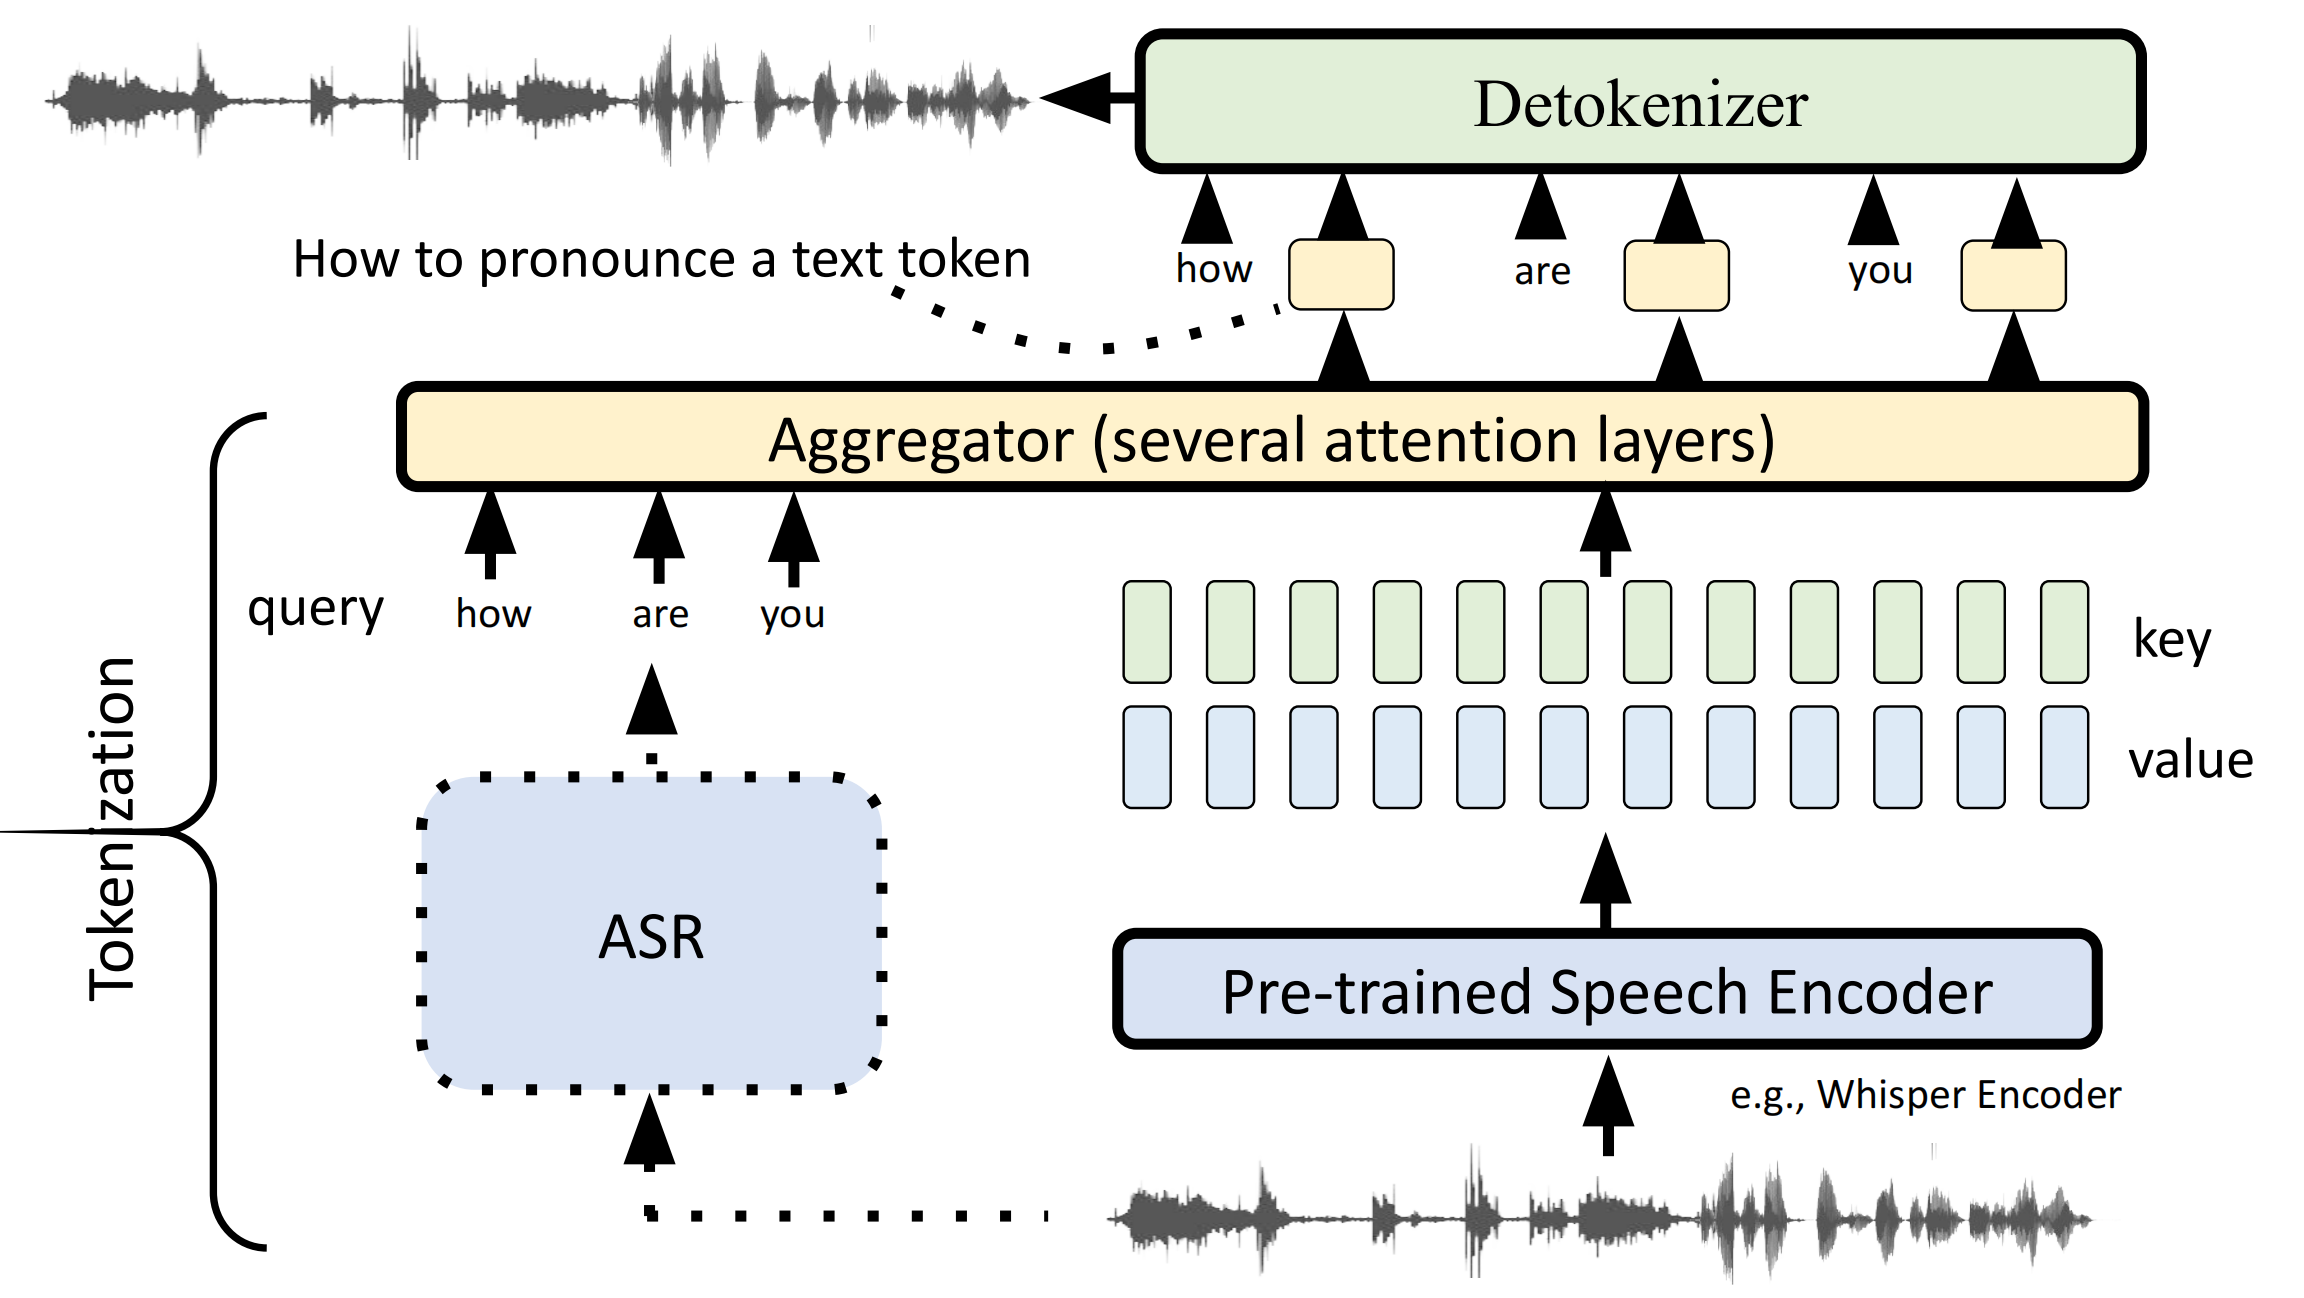 Detokenizer
How to pronounce a text token
how are you
Aggregator (several attention layers)
query
how are you
key
value
Tokenization
ASR
Pre-trained Speech Encoder
e.g., Whisper Encoder